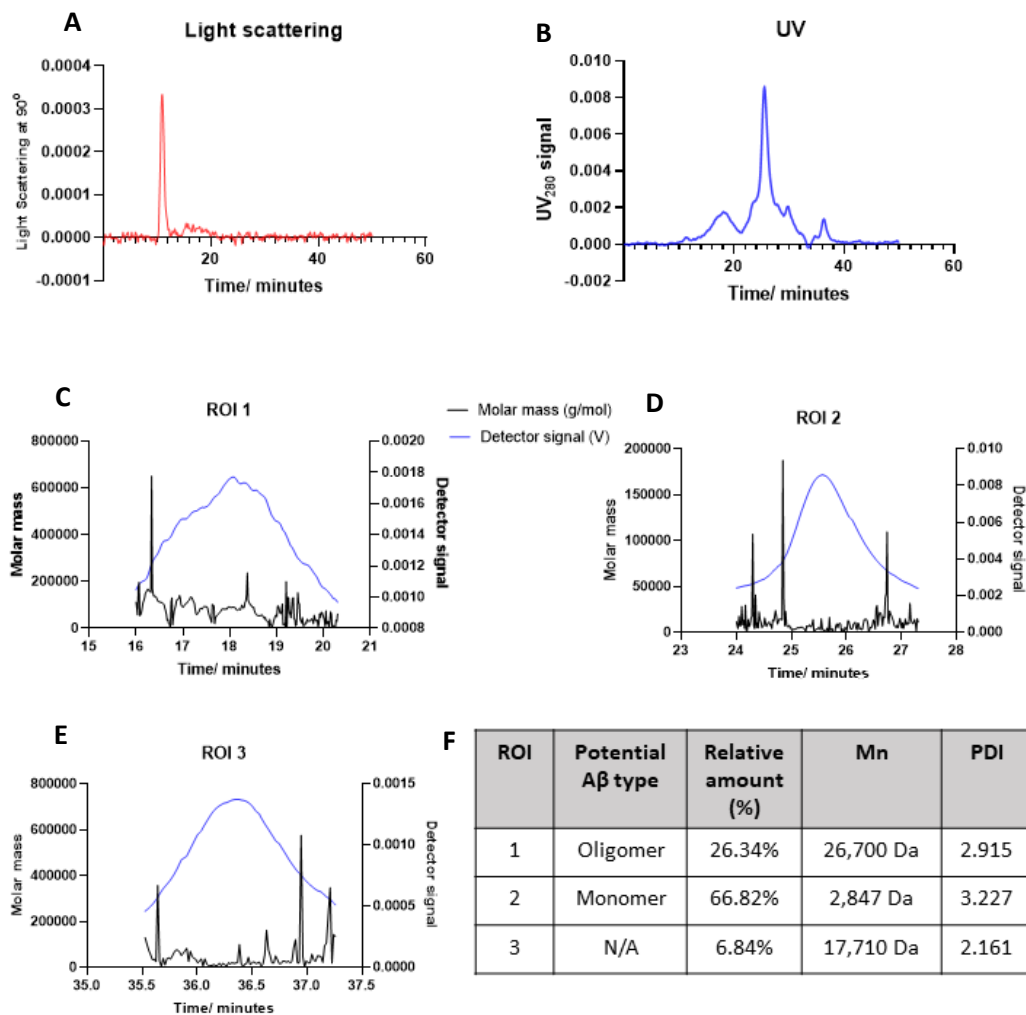 A
Light scattering
Light Scattering at 90°
0.0004
0.0003
0.0002
0.0001
0.0000
-0.0001
20
40
60
Time/ minutes
B
UV
UV280 signal
0.010
0.008
0.006
0.004
0.002
0.000
-0.002
20
40
60
Time/ minutes
C
ROI 1
Molar mass (g/mol)
Detector signal (V)
Molar mass
800000
600000
400000
200000
0
0.0020
0.0018
0.0016
0.0014
0.0012
0.0010
0.0008
Detector signal
15 16 17 18 19 20 21
Time/ minutes
D
ROI 2
Molar mass
200000
150000
100000
50000
0
0.010
0.008
0.006
0.004
0.002
0.000
Detector signal
23 24 25 26 27 28
Time/ minutes
E
ROI 3
Molar mass
800000
600000
400000
200000
0
0.0015
0.0010
0.0005
0.0000
Detector signal
35.0 35.5 36.0 36.5 37.0 37.5
Time/ minutes
F
ROI Potential Aβ type Relative amount (%) Mn PDI
1 Oligomer 26.34% 26,700 Da 2.915
2 Monomer 66.82% 2,847 Da 3.227
3 N/A 6.84% 17,710 Da 2.161